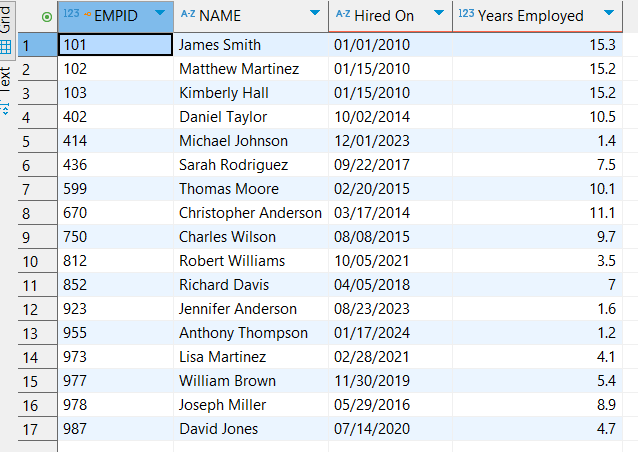 Grid
Text
123 EMPID A-Z NAME A-Z Hired On 123 Years Employed
1 101 James Smith 01/01/2010 15.3
2 102 Matthew Martinez 01/15/2010 15.2
3 103 Kimberly Hall 01/15/2010 15.2
4 402 Daniel Taylor 10/02/2014 10.5
5 414 Michael Johnson 12/01/2023 1.4
6 436 Sarah Rodriguez 09/22/2017 7.5
7 599 Thomas Moore 02/20/2015 10.1
8 670 Christopher Anderson 03/17/2014 11.1
9 750 Charles Wilson 08/08/2015 9.7
10 812 Robert Williams 10/05/2021 3.5
11 852 Richard Davis 04/05/2018 7
12 923 Jennifer Anderson 08/23/2023 1.6
13 955 Anthony Thompson 01/17/2024 1.2
14 973 Lisa Martinez 02/28/2021 4.1
15 977 William Brown 11/30/2019 5.4
16 978 Joseph Miller 05/29/2016 8.9
17 987 David Jones 07/14/2020 4.7